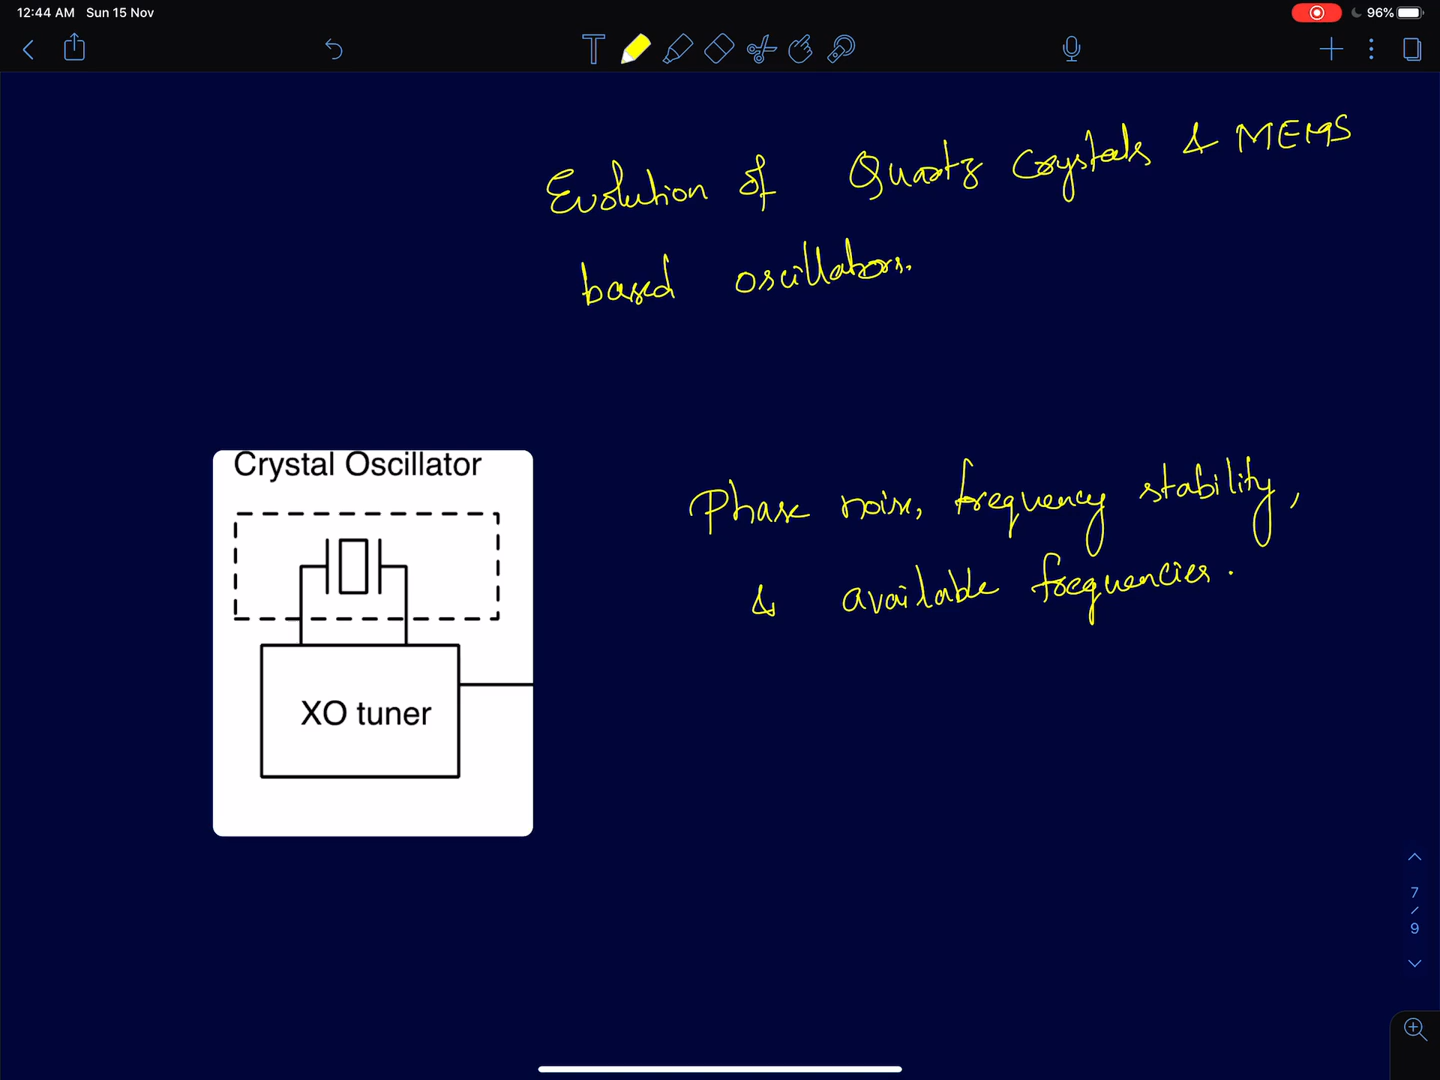 12:44 AM Sun 15 Nov
96%
Evolution of Quartz Crystals & MEMS
based oscillators.
Crystal Oscillator
XO tuner
Phase noise, frequency stability,
& available frequencies.
7
/
9